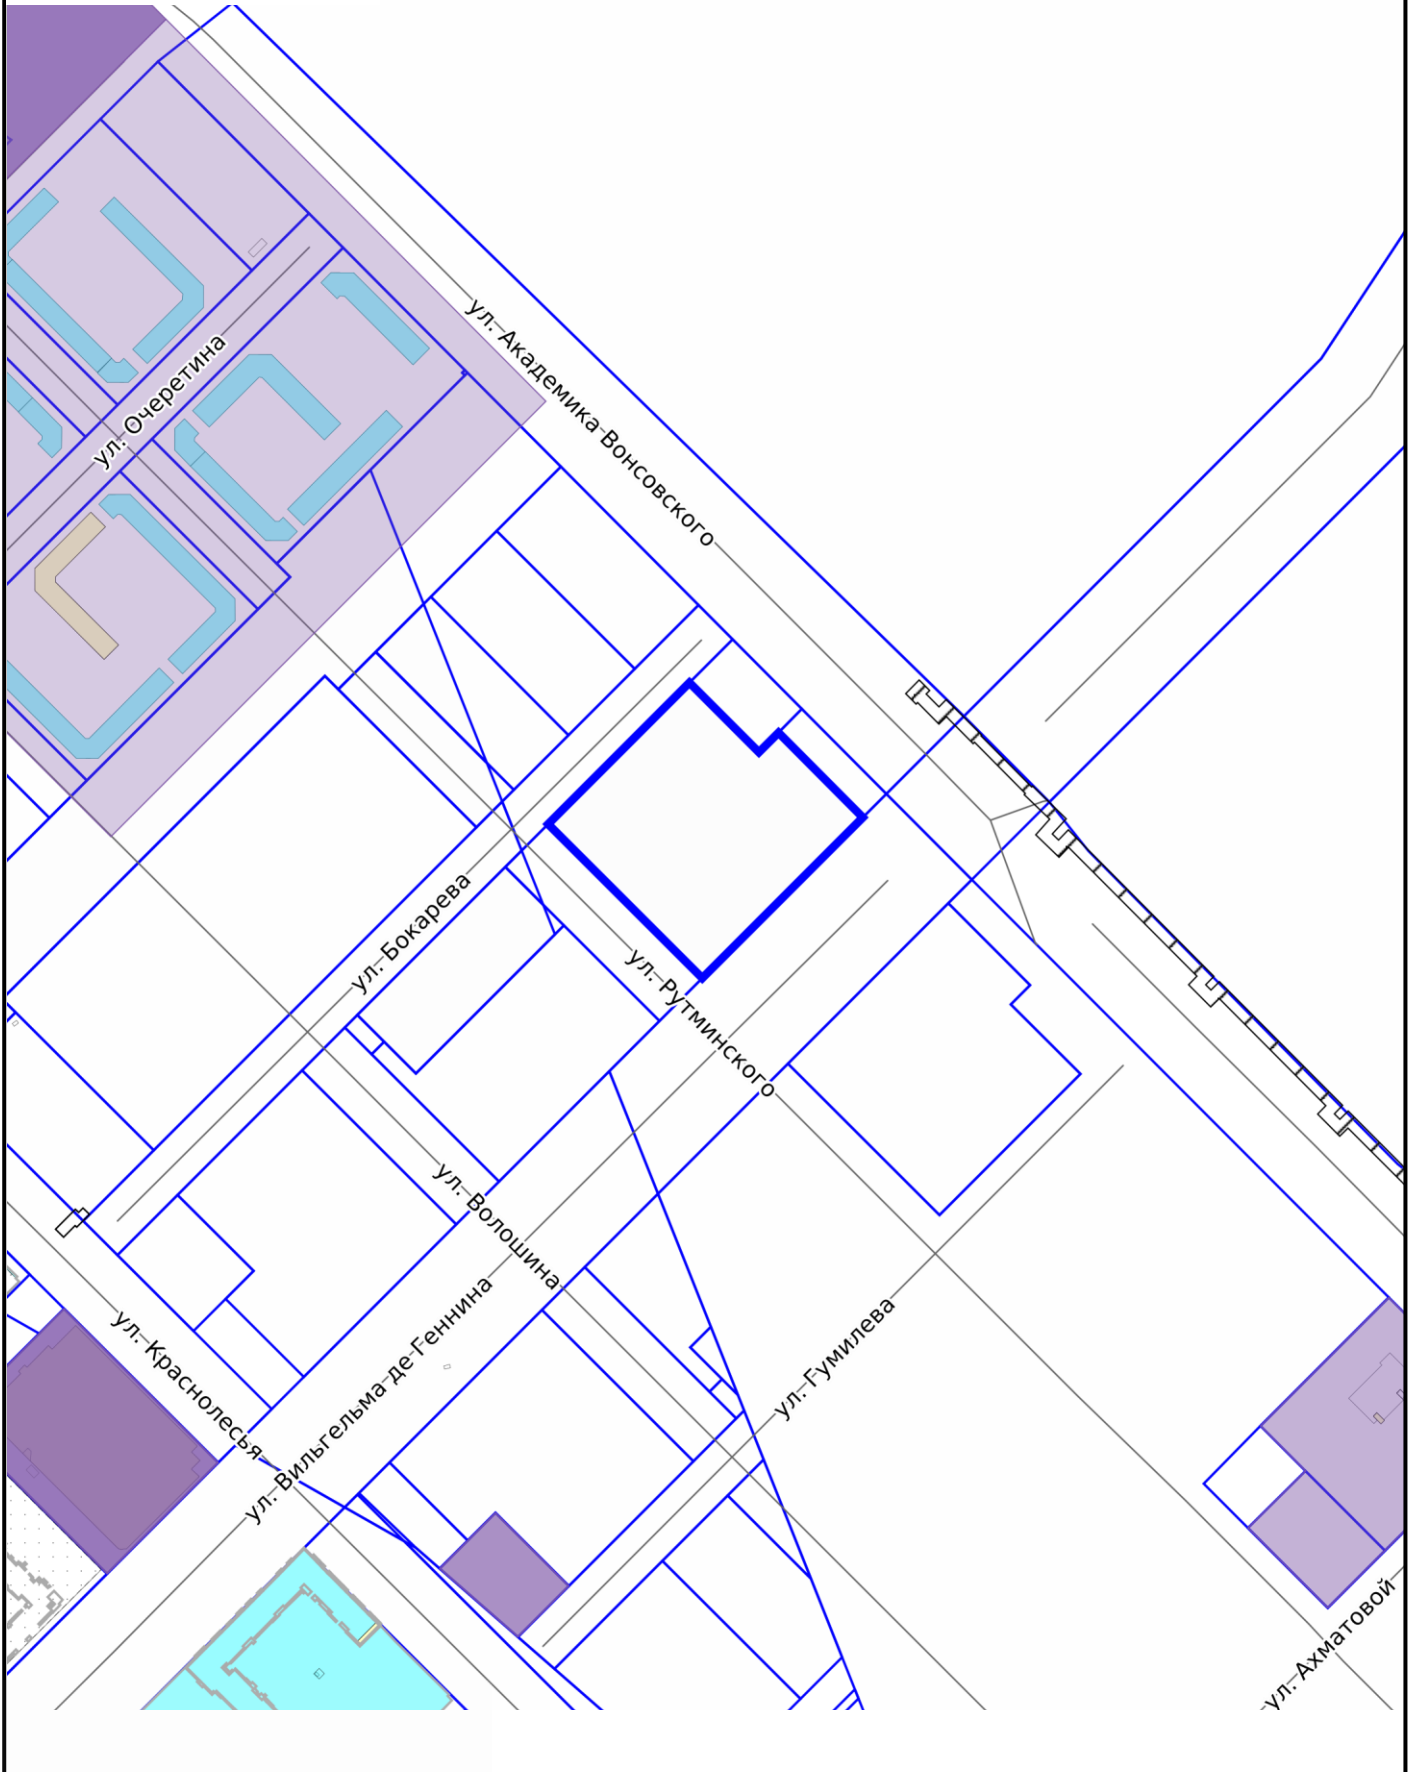 ул. Академика Вонсовского
ул. Очеретина
ул. Бокарева
ул. Рутминского
ул. Волошина
ул. Вильгельма де Геннина
ул. Краснолесья
ул. Гумилева
ул. Ахматовой